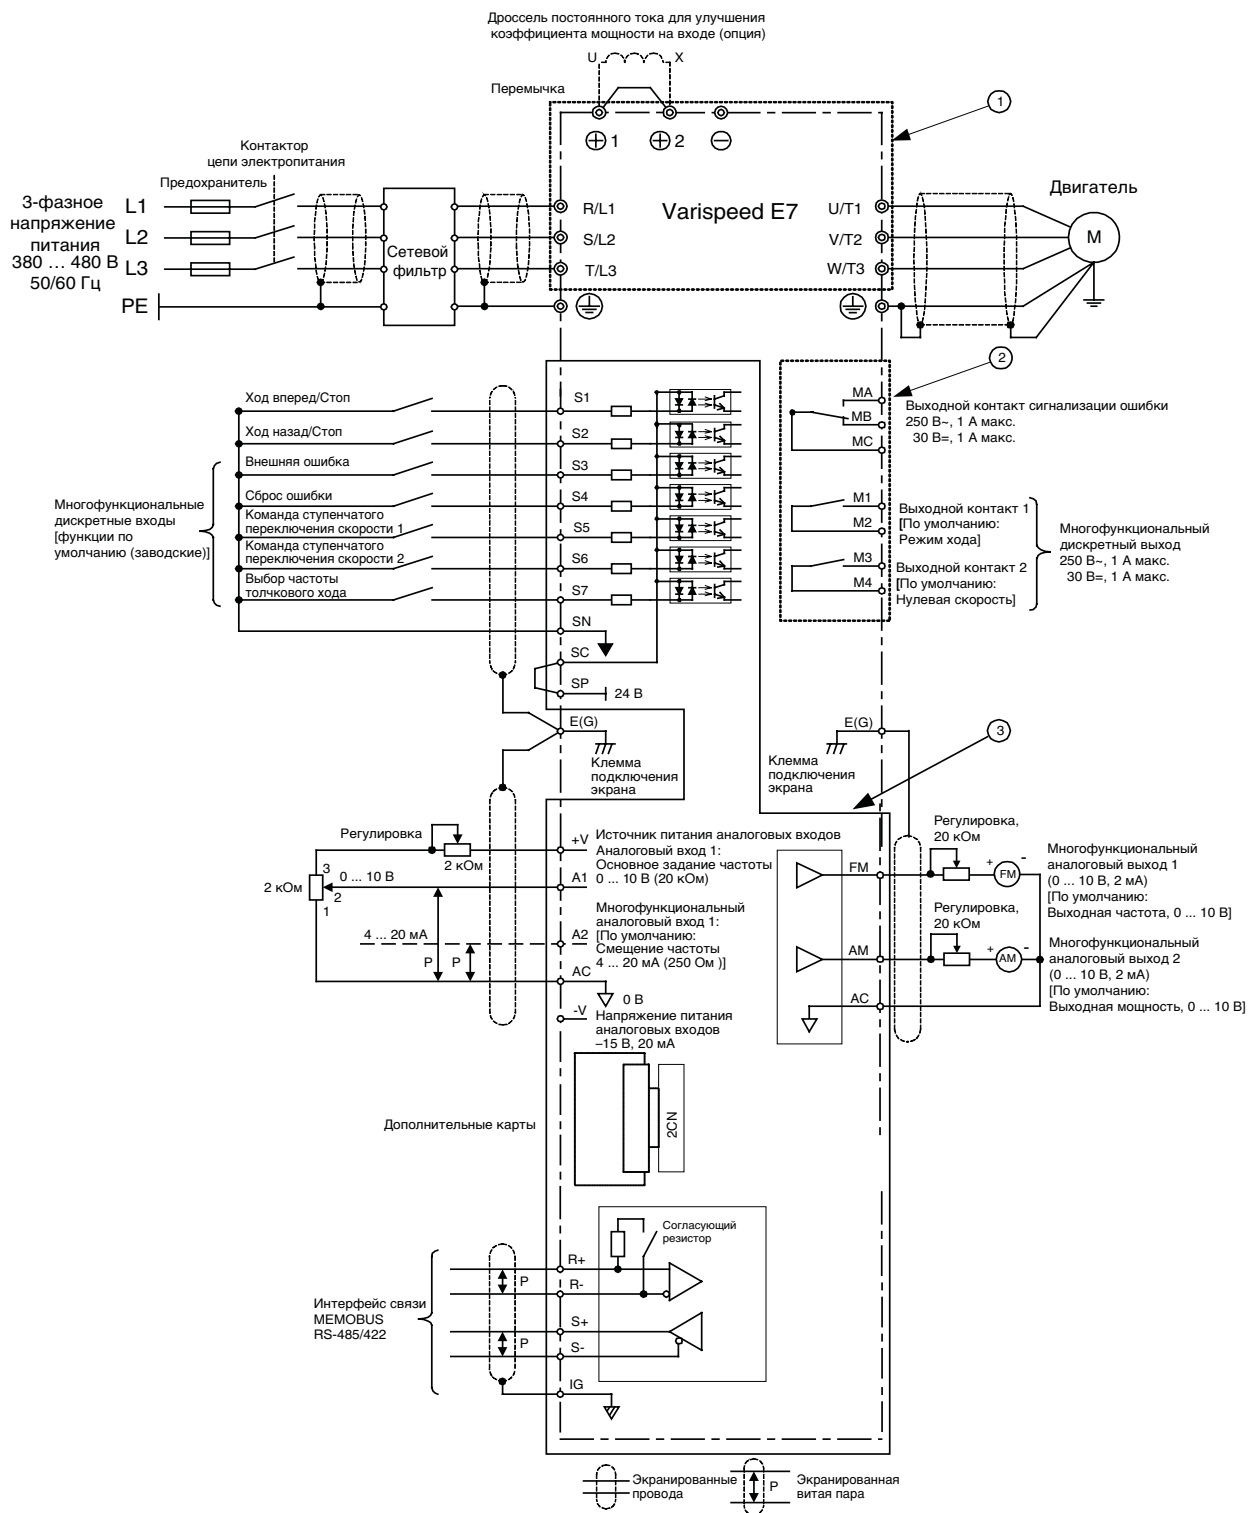 Дроссель постоянного тока для улучшения
коэффициента мощности на входе (опция)
U
X
Перемычка
1
2
1
Контактор
цепи электропитания
Предохранитель
3-фазное
напряжение
питания
380 ... 480 В
50/60 Гц
L1
L2
L3
PE
Сетевой
фильтр
R/L1
S/L2
T/L3
Varispeed E7
U/T1
V/T2
W/T3
Двигатель
M
2
Ход вперед/Стоп
Ход назад/Стоп
Внешняя ошибка
Сброс ошибки
Команда ступенчатого
переключения скорости 1
Команда ступенчатого
переключения скорости 2
Выбор частоты
толчкового хода
Многофункциональные
дискретные входы
[функции по
умолчанию (заводские)]
S1
S2
S3
S4
S5
S6
S7
SN
SC
SP
24 В
E(G)
Клемма
подключения
экрана
MA
MB
MC
Выходной контакт сигнализации ошибки
250 В~, 1 А макс.
30 В=, 1 А макс.
M1
M2
Выходной контакт 1
[По умолчанию:
Режим хода]
M3
M4
Выходной контакт 2
[По умолчанию:
Нулевая скорость]
Многофункциональный
дискретный выход
250 В~, 1 А макс.
30 В=, 1 А макс.
E(G)
Клемма
подключения
экрана
3
Регулировка
2 кОм
2 кОм
3
2
1
0 ... 10 В
4 ... 20 мА
P
P
+V
A1
A2
AC
-V
Источник питания аналоговых входов
Аналоговый вход 1:
Основное задание частоты
0 ... 10 В (20 кОм)
Многофункциональный
аналоговый вход 1:
[По умолчанию:
Смещение частоты
4 ... 20 мА (250 Ом )]
0 В
Напряжение питания
аналоговых входов
–15 В, 20 мА
FM
AM
AC
Регулировка,
20 кОм
+
FM
-
Регулировка,
20 кОм
+
AM
-
Многофункциональный
аналоговый выход 1
(0 ... 10 В, 2 мА)
[По умолчанию:
Выходная частота, 0 ... 10 В]
Многофункциональный
аналоговый выход 2
(0 ... 10 В, 2 мА)
[По умолчанию:
Выходная мощность, 0 ... 10 В]
Дополнительные карты
2CN
Согласующий
резистор
Интерфейс связи
MEMOBUS
RS-485/422
P
P
R+
R-
S+
S-
IG
Экранированные
провода
P
Экранированная
витая пара